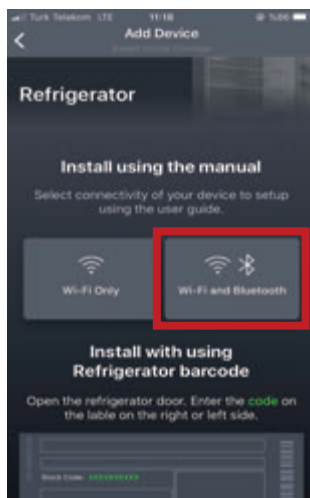 Turk Telekom LTE 11:18
Add Device
Refrigerator
Install using the manual
Select connectivity of your device to setup
using the user guide.
Wi-Fi Only
Wi-Fi and Bluetooth
Install with using
Refrigerator barcode
Open the refrigerator door. Enter the code on
the lable on the right or left side.
Stock Code: